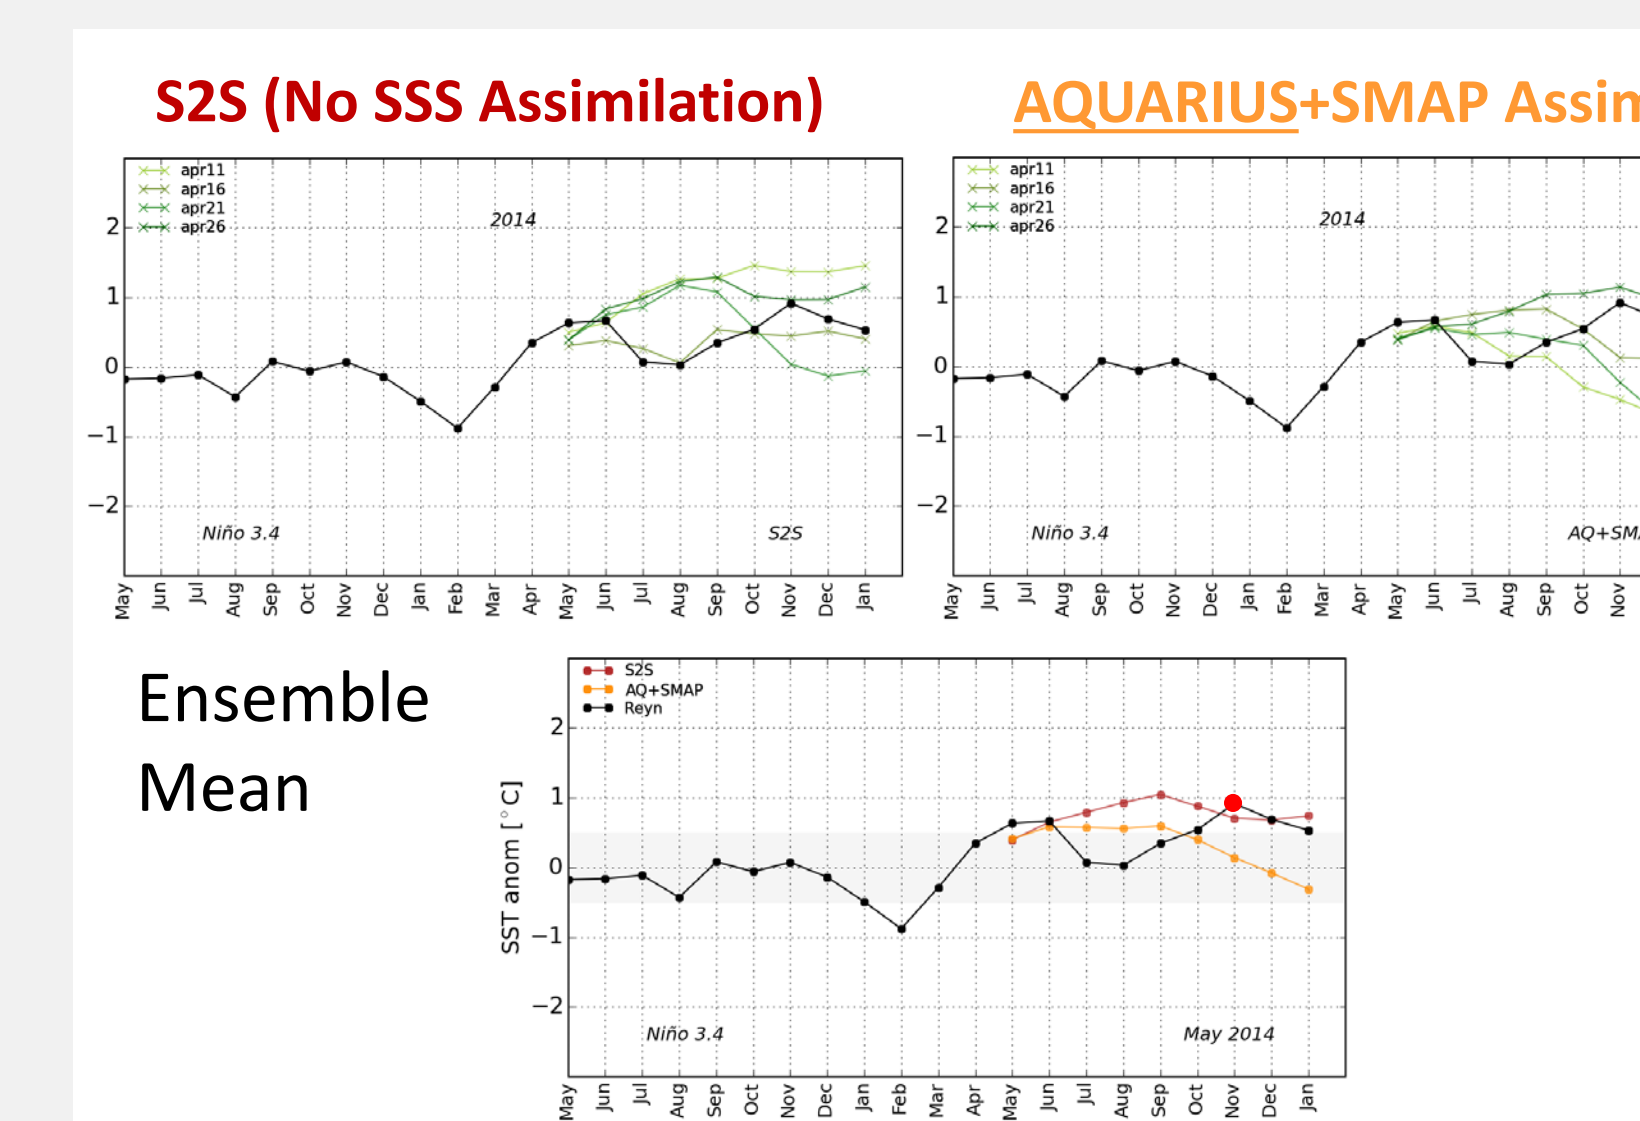 S2S (No SSS Assimilation)
AQUARIUS+SMAP Assim
apr11
apr16
apr21
apr26
2014
2
1
0
−1
−2
Niño 3.4
S2S
May Jun Jul Aug Sep Oct Nov Dec Jan Feb Mar Apr May Jun Jul Aug Sep Oct Nov Dec Jan
apr11
apr16
apr21
apr26
2014
2
1
0
−1
−2
Niño 3.4
AQ+SMA
May Jun Jul Aug Sep Oct Nov Dec Jan Feb Mar Apr May Jun Jul Aug Sep Oct Nov
Ensemble
Mean
S2S
AQ+SMAP
Reyn
SST anom [°C]
2
1
0
−1
−2
Niño 3.4
May 2014
May Jun Jul Aug Sep Oct Nov Dec Jan Feb Mar Apr May Jun Jul Aug Sep Oct Nov Dec Jan